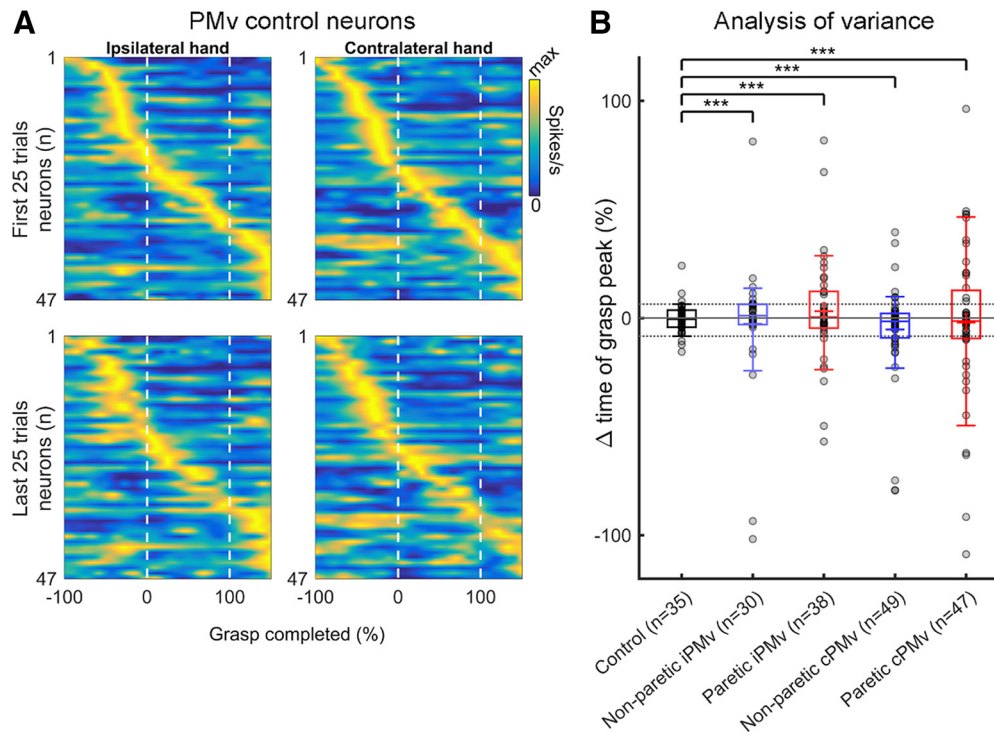 A
PMv control neurons
Ipsilateral hand
Contralateral hand
1
1
First 25 trials
neurons (n)
47
47
max
Spikes/s
0
Last 25 trials
neurons (n)
47
47
-100
0
100
-100
0
100
Grasp completed (%)
B
Analysis of variance
***
***
***
***
100
0
-100
Δ time of grasp peak (%)
Control (n=35)
Non-paretic iPMv (n=30)
Paretic iPMv (n=38)
Non-paretic cPMv (n=49)
Paretic cPMv (n=47)